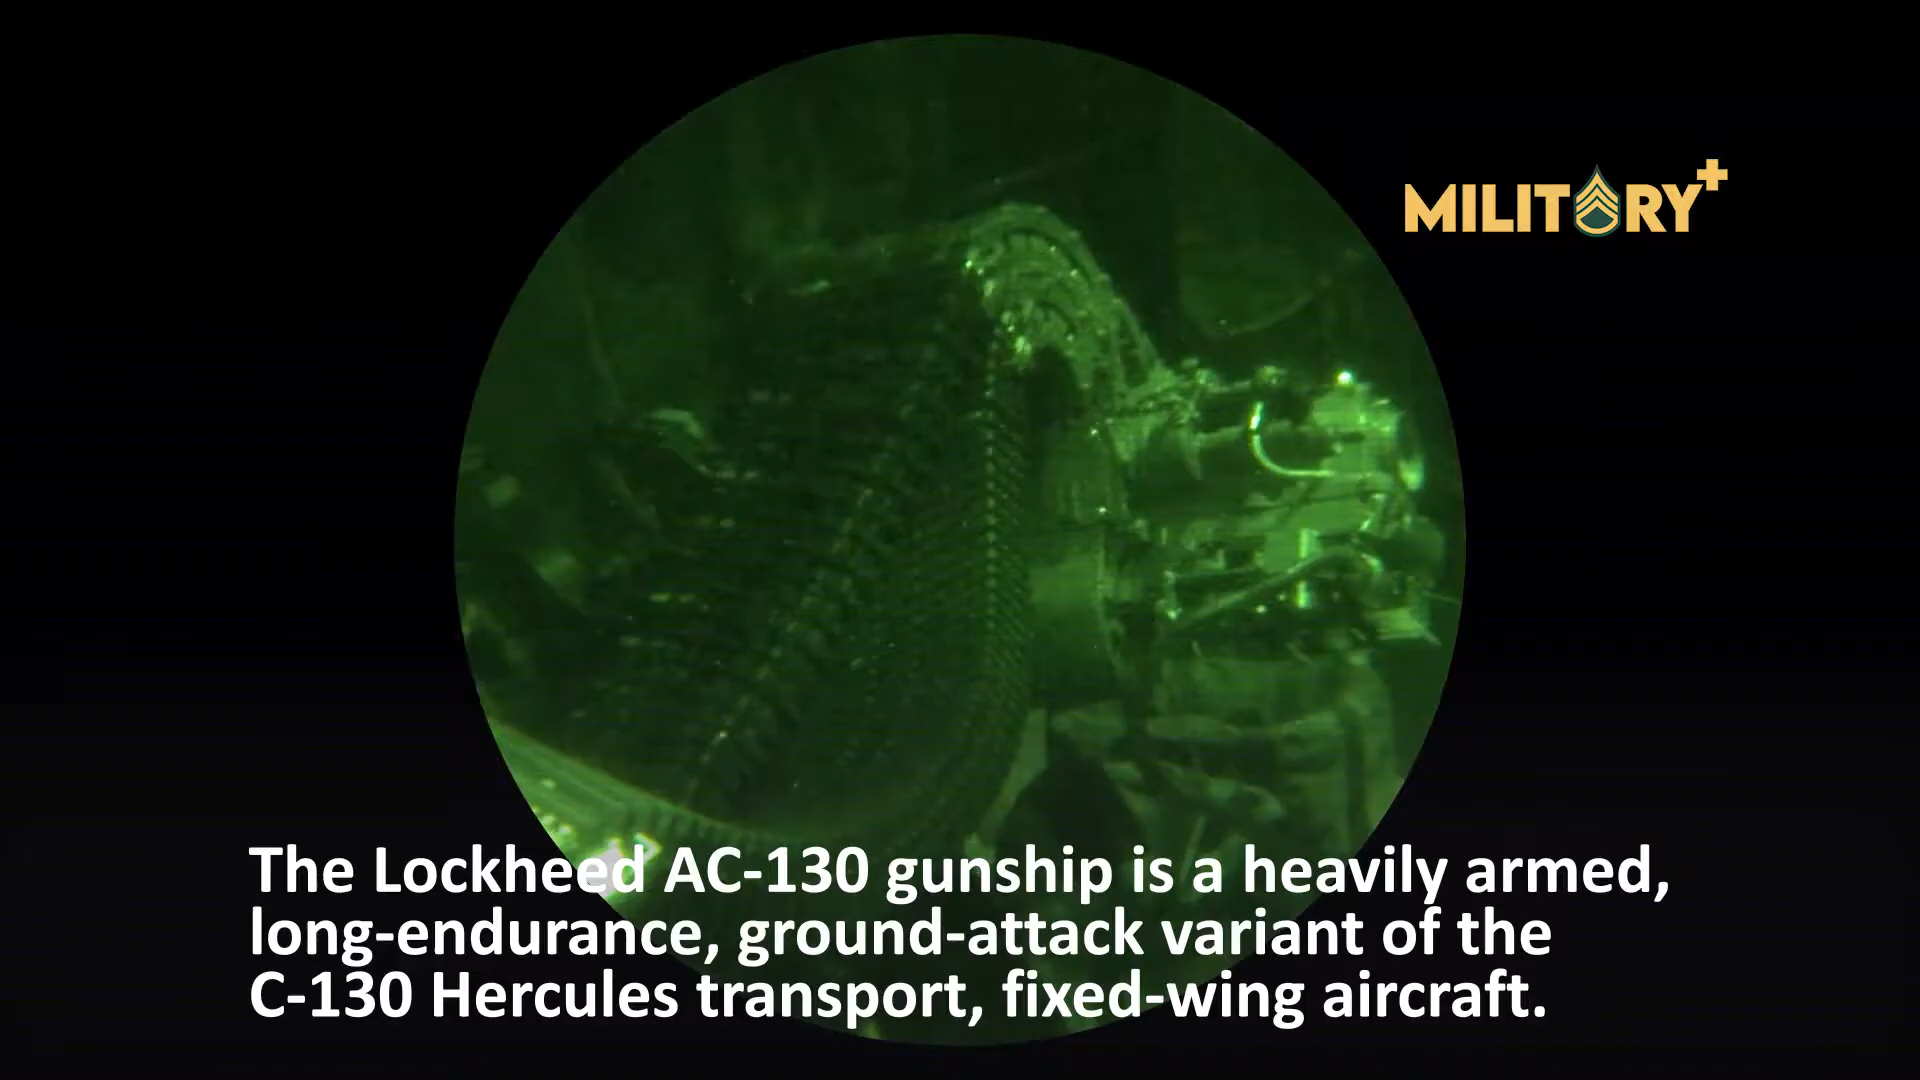 MILITARY+
The Lockheed AC-130 gunship is a heavily armed,
long-endurance, ground-attack variant of the
C-130 Hercules transport, fixed-wing aircraft.